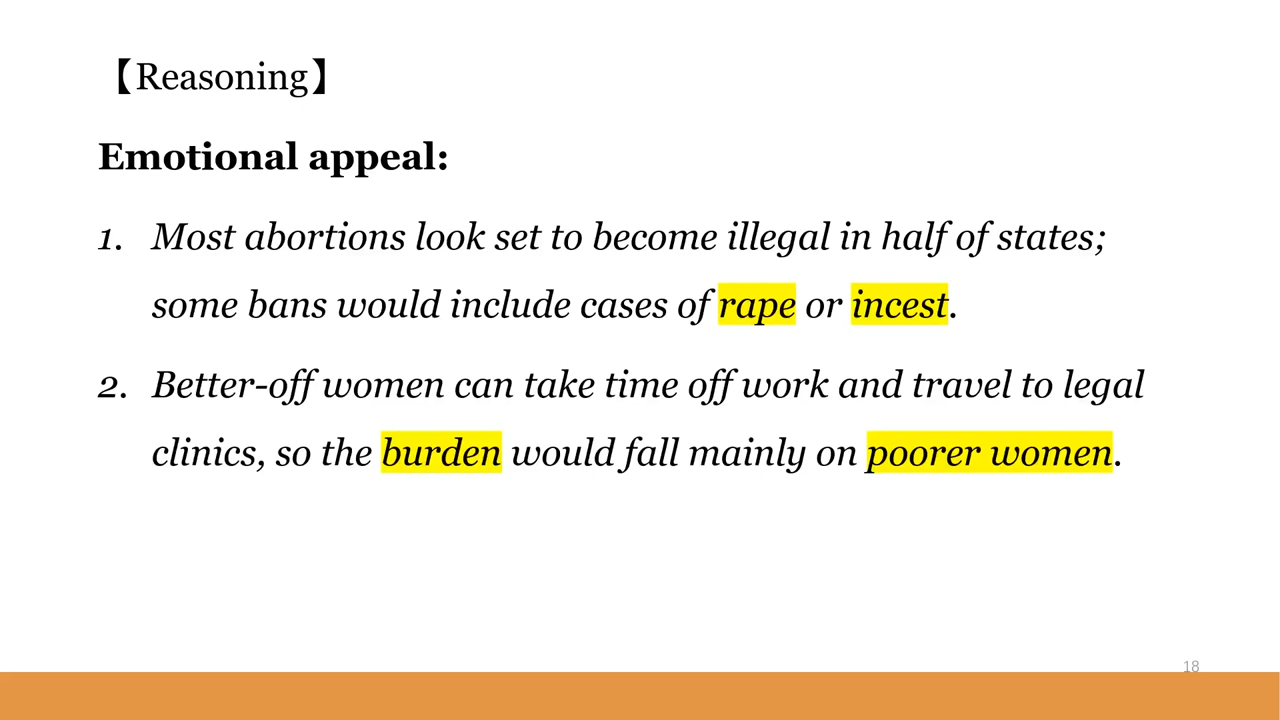 【Reasoning】
Emotional appeal:
1. Most abortions look set to become illegal in half of states;
some bans would include cases of rape or incest.
2. Better-off women can take time off work and travel to legal
clinics, so the burden would fall mainly on poorer women.
18